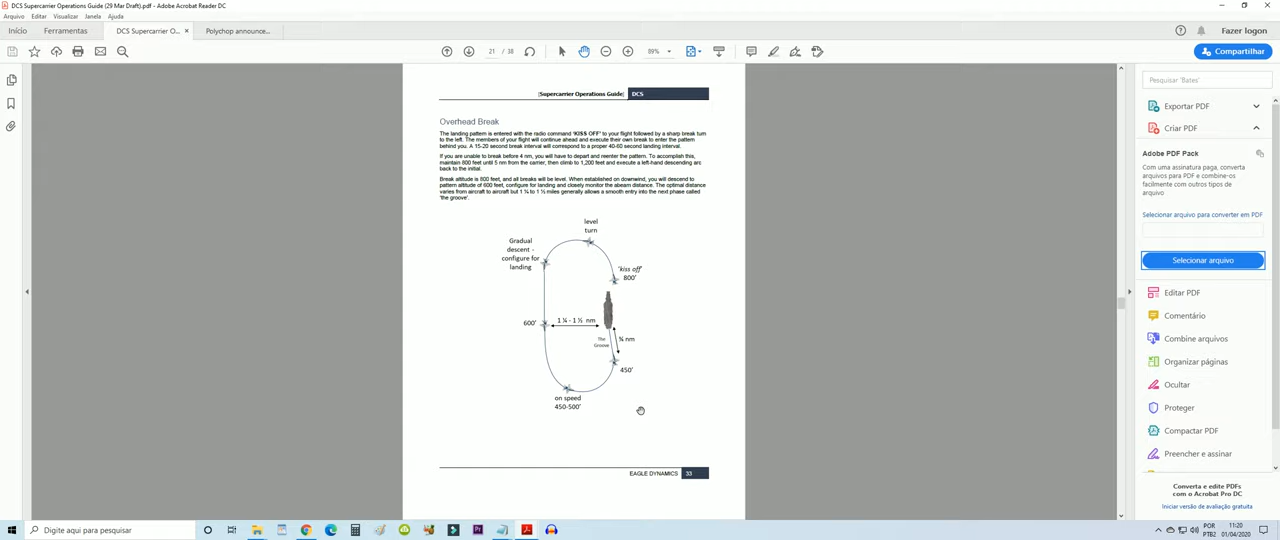 DCS Supercarrier Operations Guide (29 Mar Draft).pdf - Adobe Acrobat Reader DC
Arquivo Editar Visualizar Janela Ajuda
Início Ferramentas DCS Supercarrier O... × Polychop announce... Fazer logon
21 / 38 89% Compartilhar
[Supercarrier Operations Guide] DCS
Overhead Break
The landing pattern is entered with the radio command 'KISS OFF' to your flight followed by a sharp break turn
to the left. The members of your flight will continue ahead and execute their own break to enter the pattern
behind you. A 15-20 second break interval will correspond to a proper 40-60 second landing interval.
If you are unable to break before 4 nm, you will have to depart and reenter the pattern. To accomplish this,
maintain 800 feet until 5 nm from the carrier, then climb to 1,200 feet and execute a left-hand descending arc
back to the initial.
Break altitude is 800 feet, and all breaks will be level. When established on downwind, you will descend to
pattern altitude of 600 feet, configure for landing and closely monitor the abeam distance. The optimal distance
varies from aircraft to aircraft but 1 ¼ to 1 ½ miles generally allows a smooth entry into the next phase called
'the groove'.
level
turn
Gradual
descent -
configure for
landing
'kiss off'
800'
600'
1 ¼ - 1 ½ nm
The
Groove
¾ nm
450'
on speed
450-500'
EAGLE DYNAMICS 33
Pesquisar 'Bates'
Exportar PDF
Criar PDF
Adobe PDF Pack
Com uma assinatura paga, converta
arquivos para PDF e combine-os
facilmente com outros tipos de
arquivo
Selecionar arquivo para converter em PDF
Selecionar arquivo
Editar PDF
Comentário
Combine arquivos
Organizar páginas
Ocultar
Proteger
Compactar PDF
Preencher e assinar
Converta e edite PDFs
com o Acrobat Pro DC
Iniciar versão de avaliação gratuita
Digite aqui para pesquisar
POR
PTB2
11:20
01/04/2020